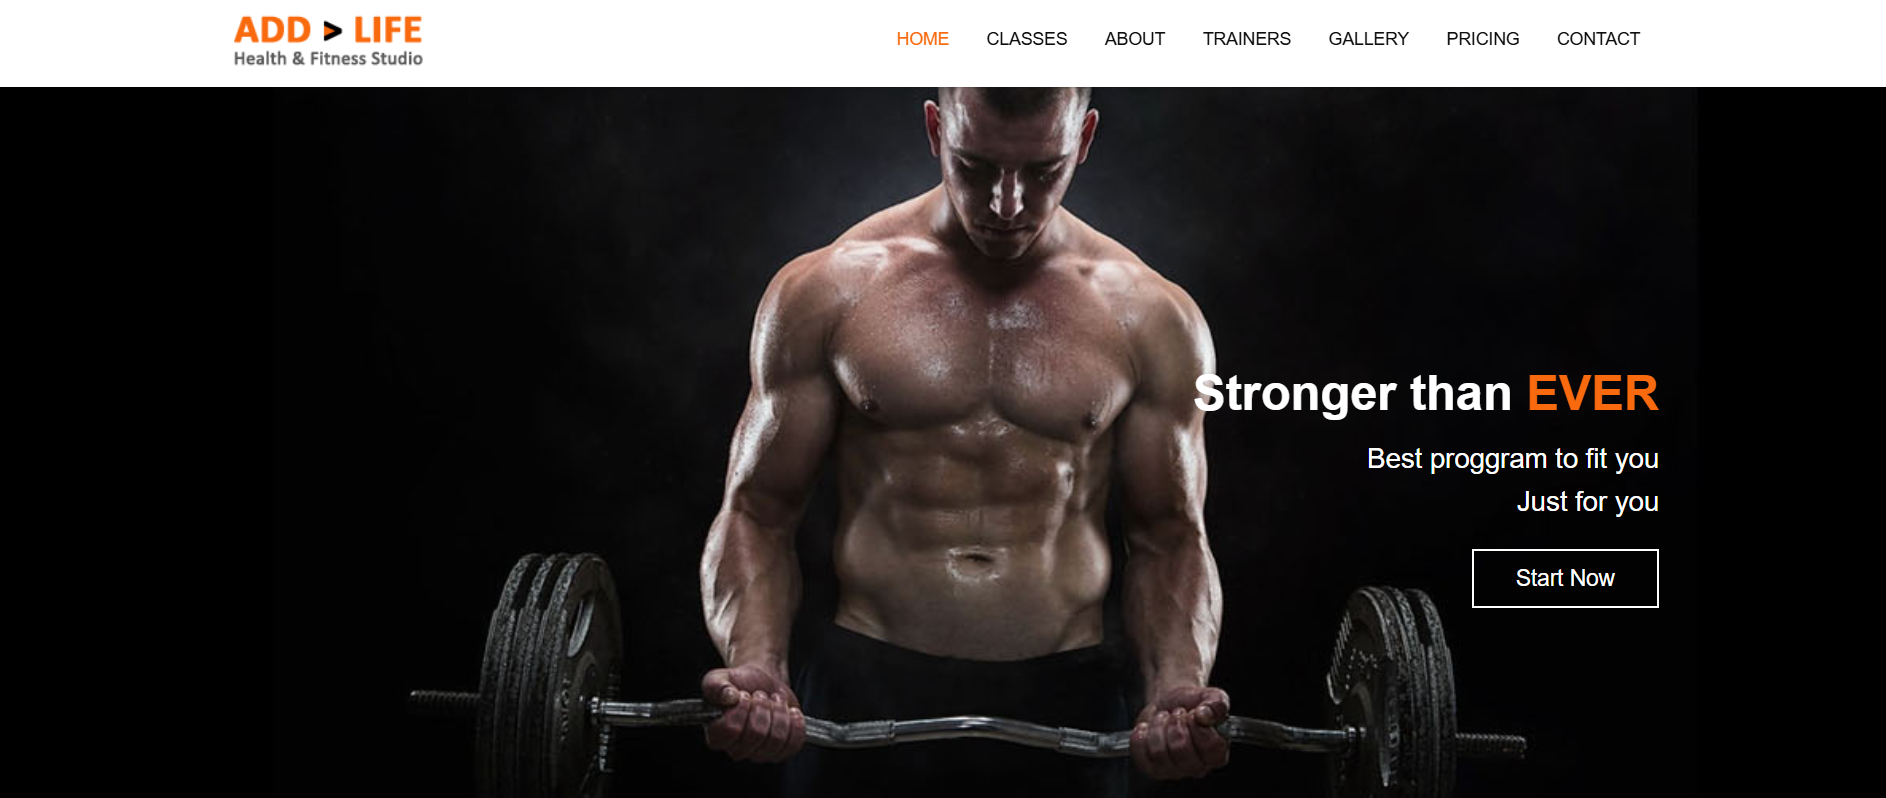 ADD > LIFE
Health & Fitness Studio
HOME CLASSES ABOUT TRAINERS GALLERY PRICING CONTACT
Stronger than EVER
Best proggram to fit you
Just for you
Start Now